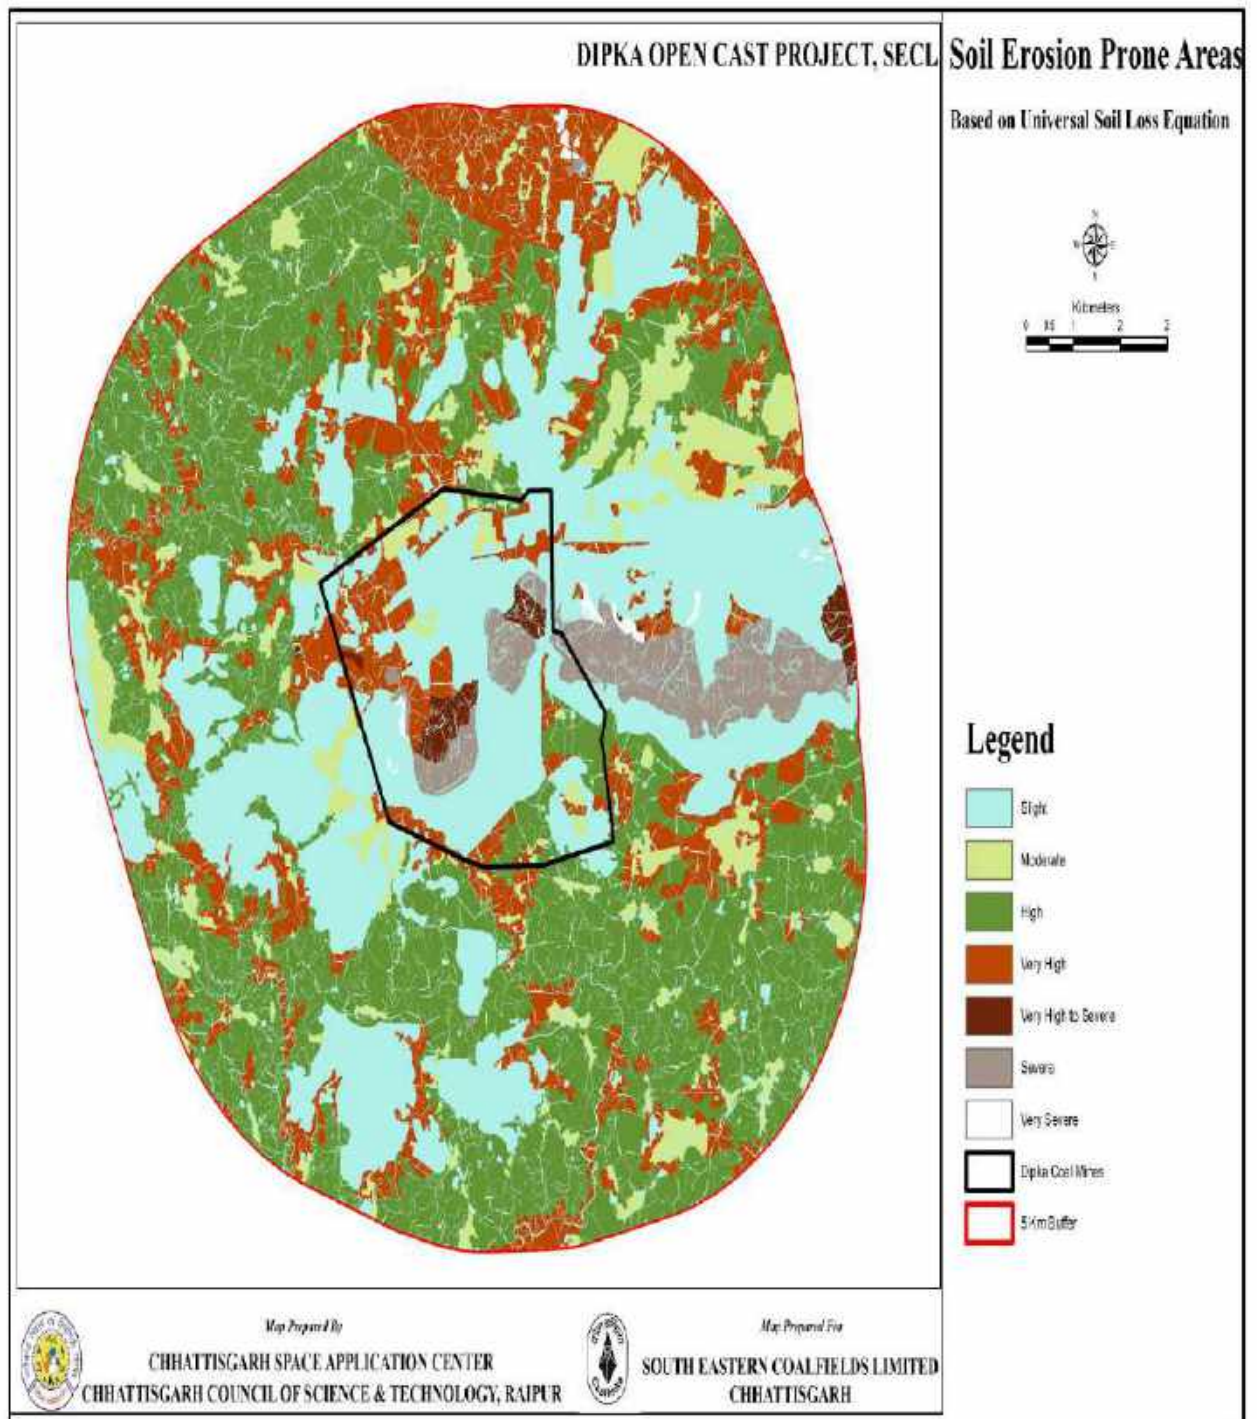 DIPKA OPEN CAST PROJECT, SECL
Soil Erosion Prone Areas
Based on Universal Soil Loss Equation
N
W E
S
Kilometers
0 0.5 1 2 3
Legend
Slight
Moderate
High
Very High
Very High to Severe
Severe
Very Severe
Dipka Coal Mines
5 Km Buffer
Map Prepared By
CHHATTISGARH SPACE APPLICATION CENTER
CHHATTISGARH COUNCIL OF SCIENCE & TECHNOLOGY, RAIPUR
Map Prepared For
SOUTH EASTERN COALFIELDS LIMITED
CHHATTISGARH